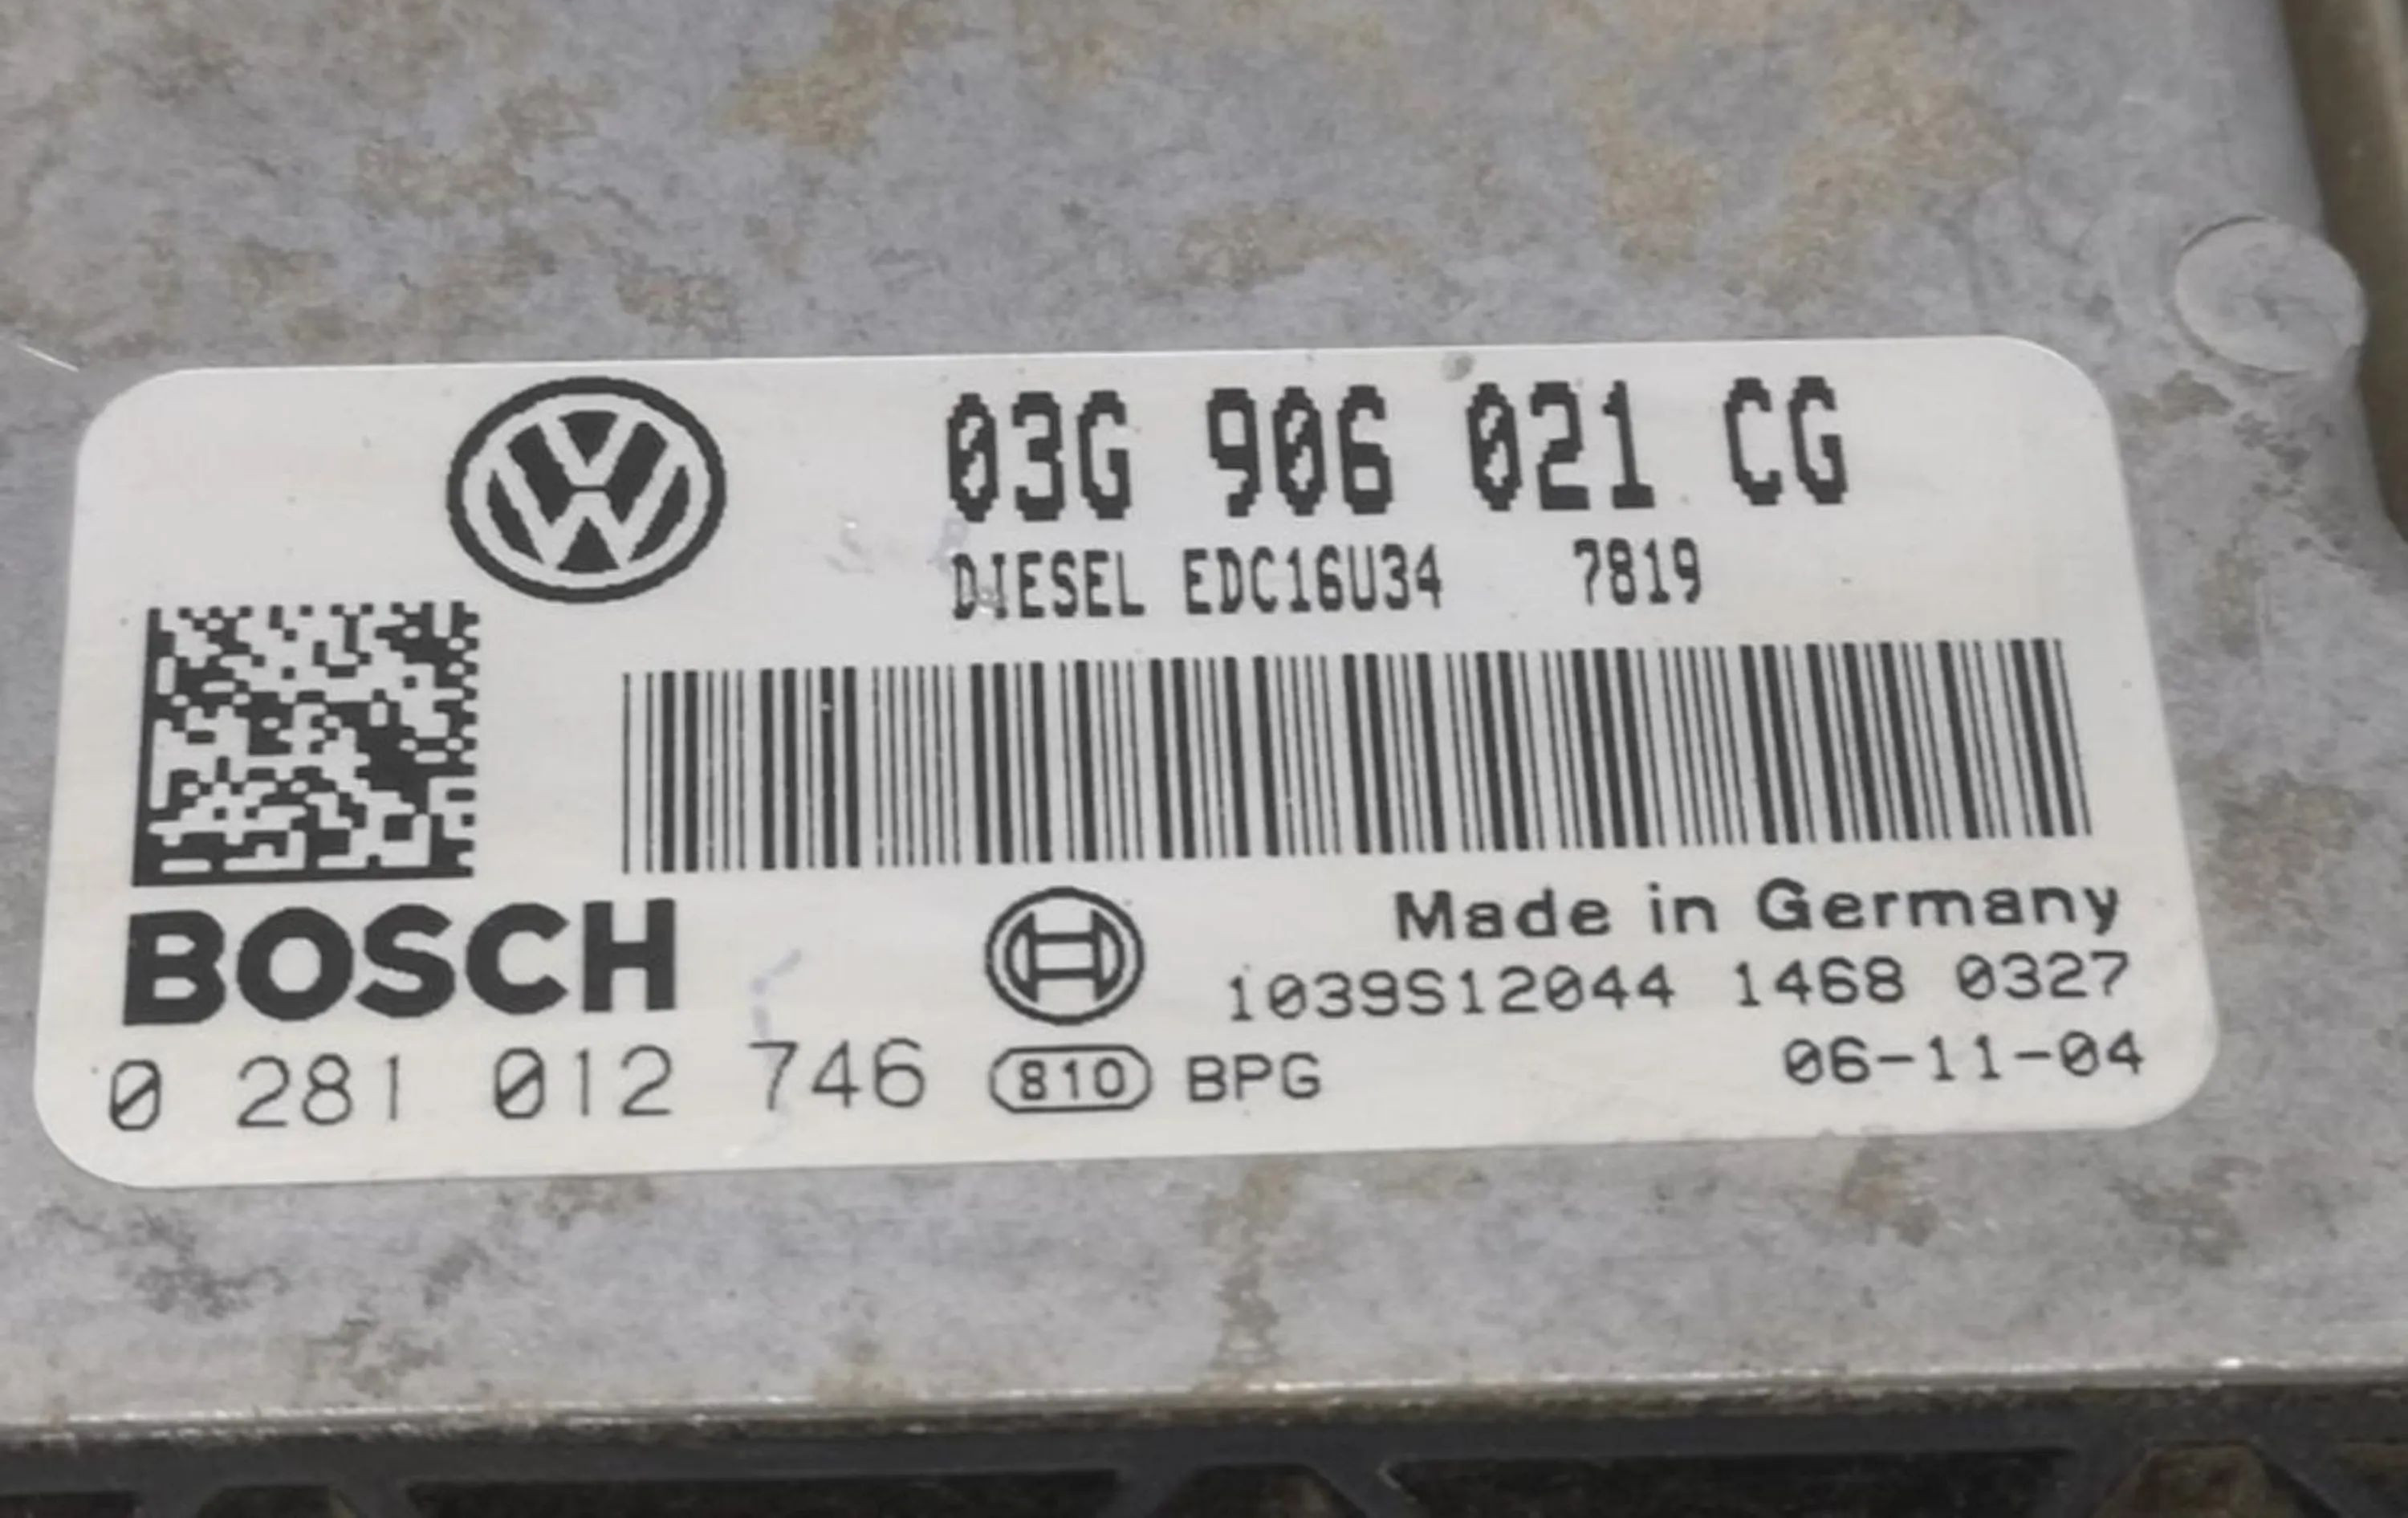 03G 906 021 CG
DIESEL EDC16U34 7819
BOSCH
Made in Germany
1039S12044 1468 0327
0 281 012 746 810 BPG 06-11-04